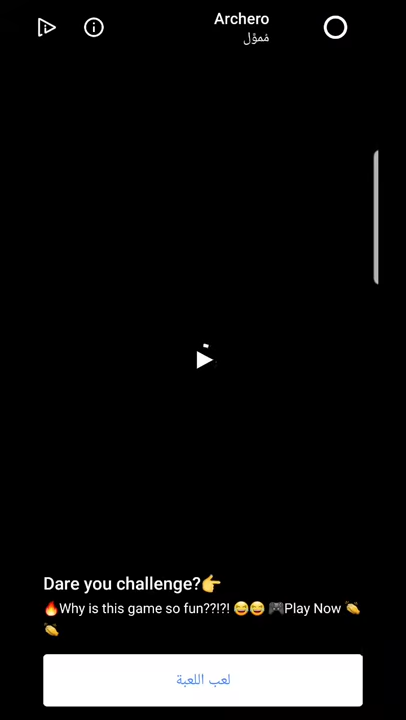 Archero
مُموَّل
Dare you challenge?👉
🔥Why is this game so fun??!?! 😂😂 🎮Play Now 👏
👏
لعب اللعبة